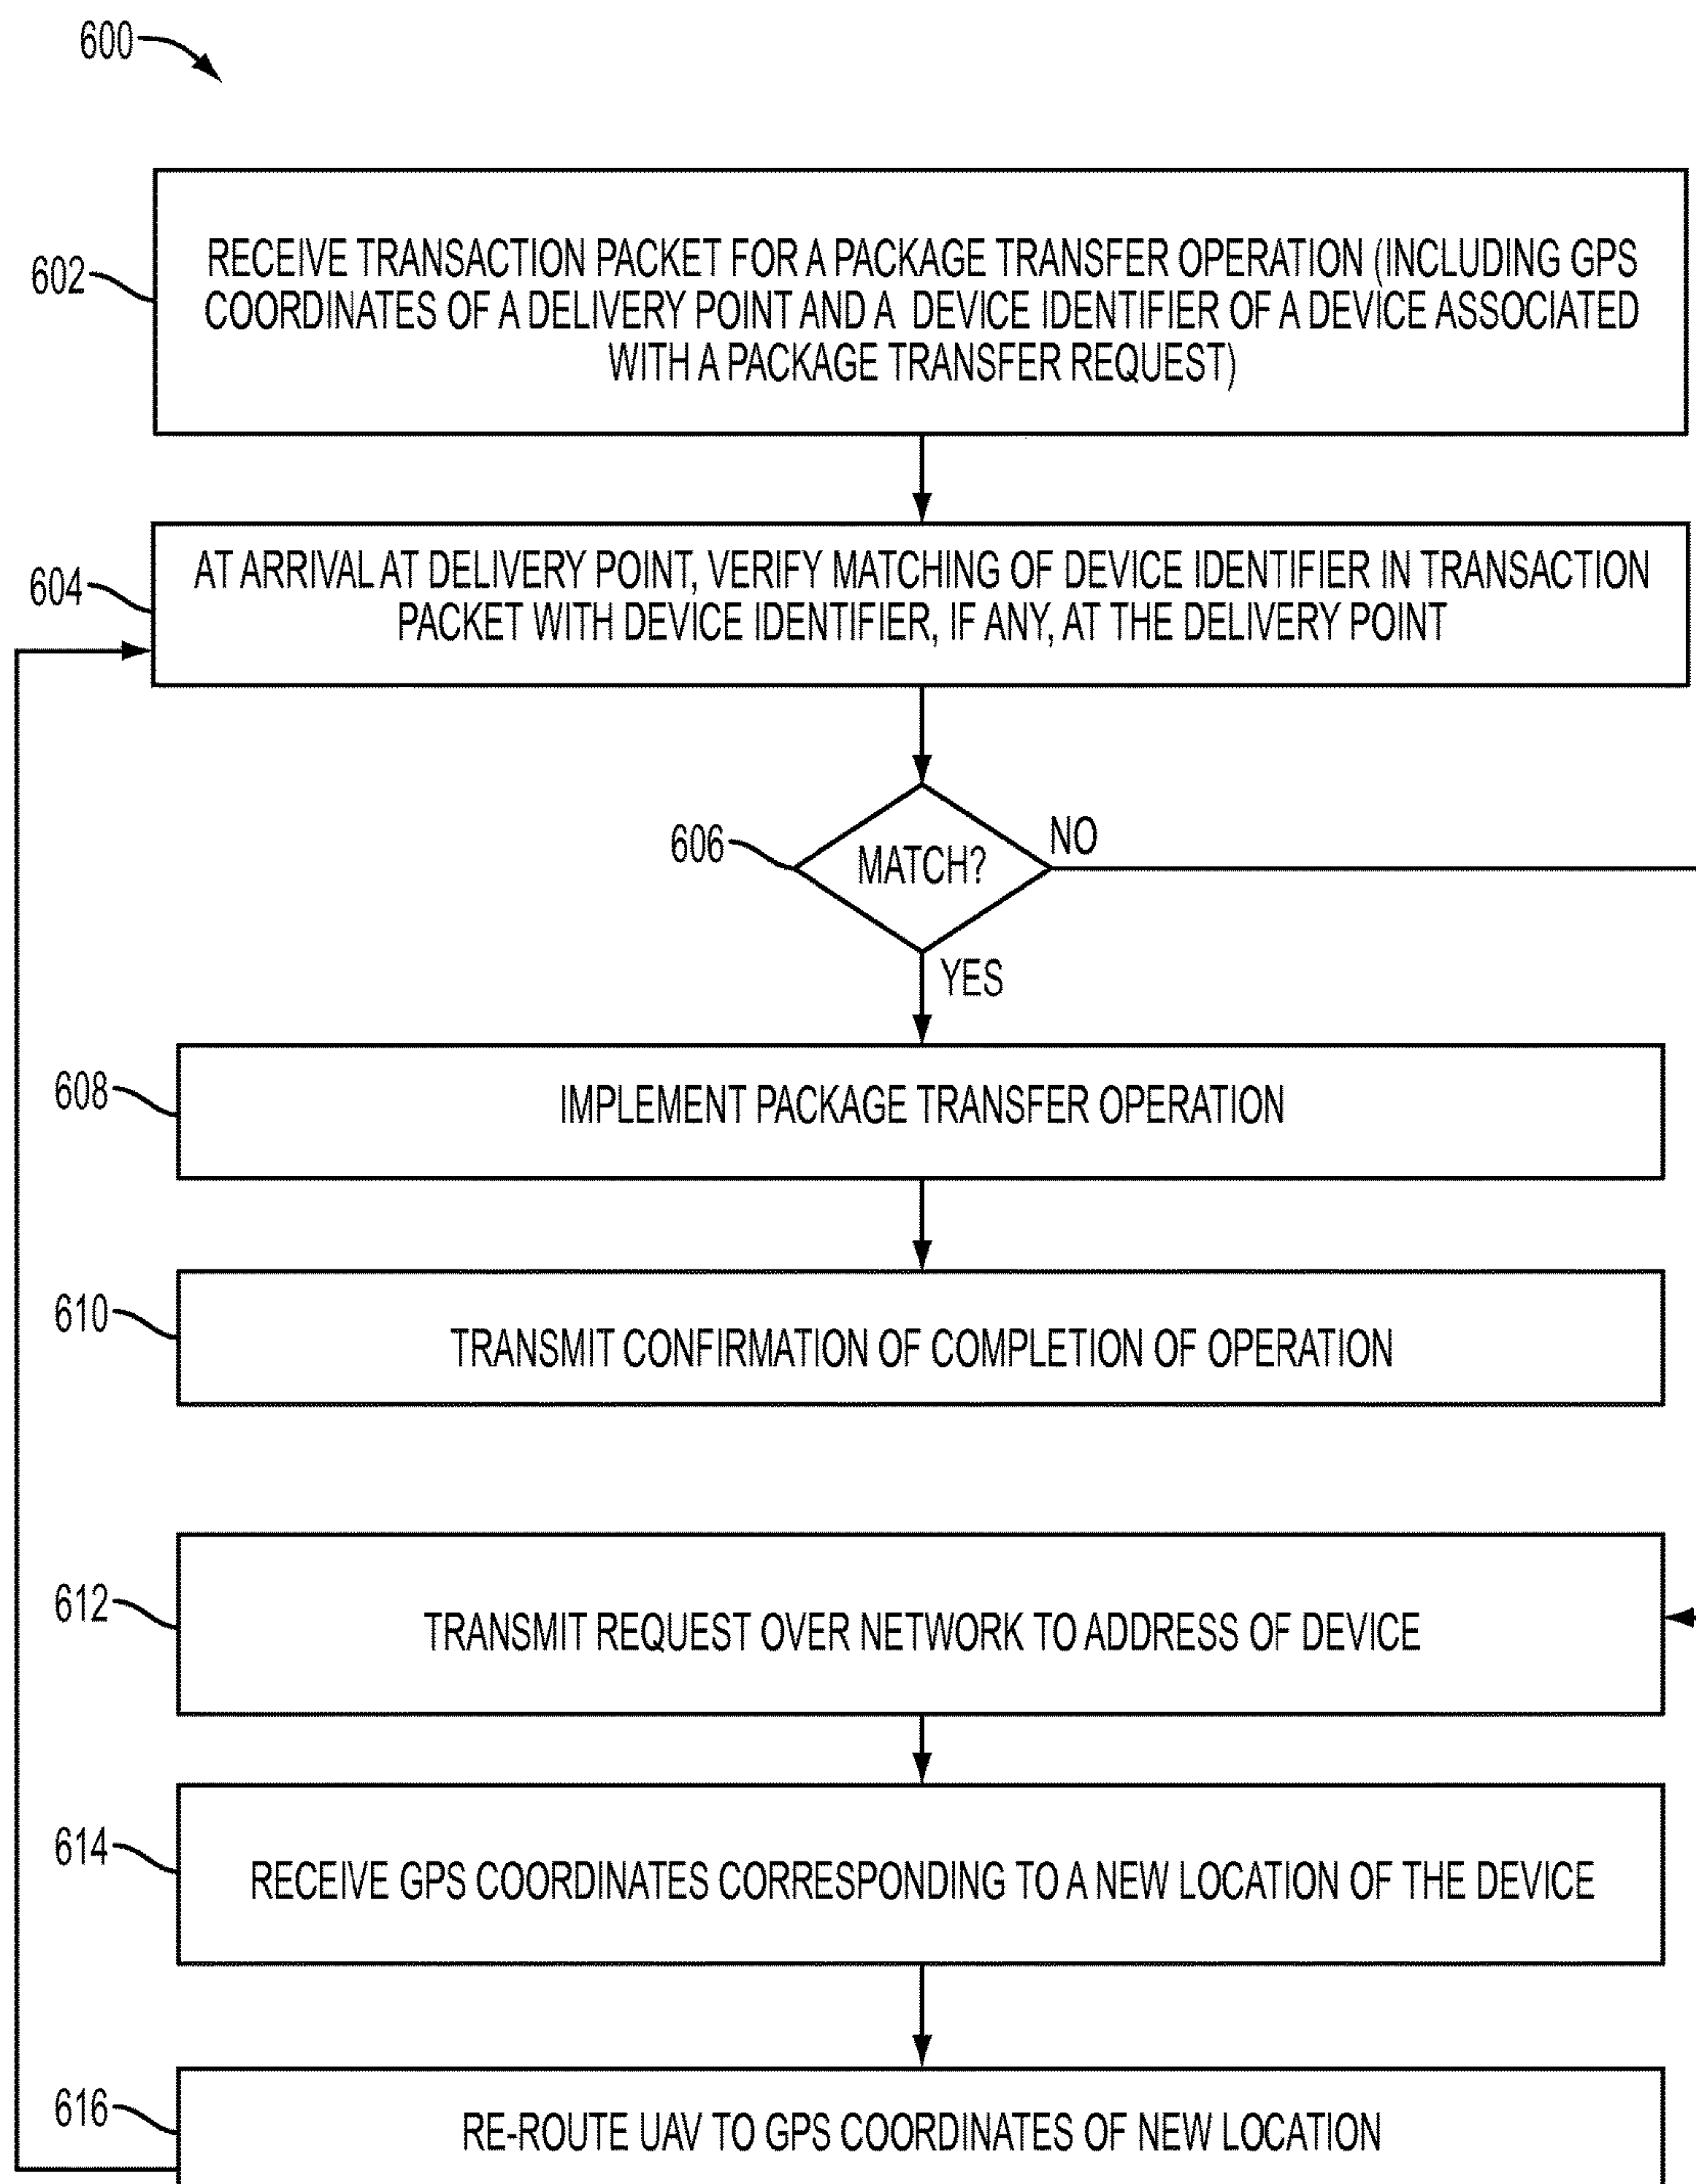 600
602
RECEIVE TRANSACTION PACKET FOR A PACKAGE TRANSFER OPERATION (INCLUDING GPS
COORDINATES OF A DELIVERY POINT AND A DEVICE IDENTIFIER OF A DEVICE ASSOCIATED
WITH A PACKAGE TRANSFER REQUEST)
604
AT ARRIVAL AT DELIVERY POINT, VERIFY MATCHING OF DEVICE IDENTIFIER IN TRANSACTION
PACKET WITH DEVICE IDENTIFIER, IF ANY, AT THE DELIVERY POINT
606
MATCH?
NO
YES
608
IMPLEMENT PACKAGE TRANSFER OPERATION
610
TRANSMIT CONFIRMATION OF COMPLETION OF OPERATION
612
TRANSMIT REQUEST OVER NETWORK TO ADDRESS OF DEVICE
614
RECEIVE GPS COORDINATES CORRESPONDING TO A NEW LOCATION OF THE DEVICE
616
RE-ROUTE UAV TO GPS COORDINATES OF NEW LOCATION